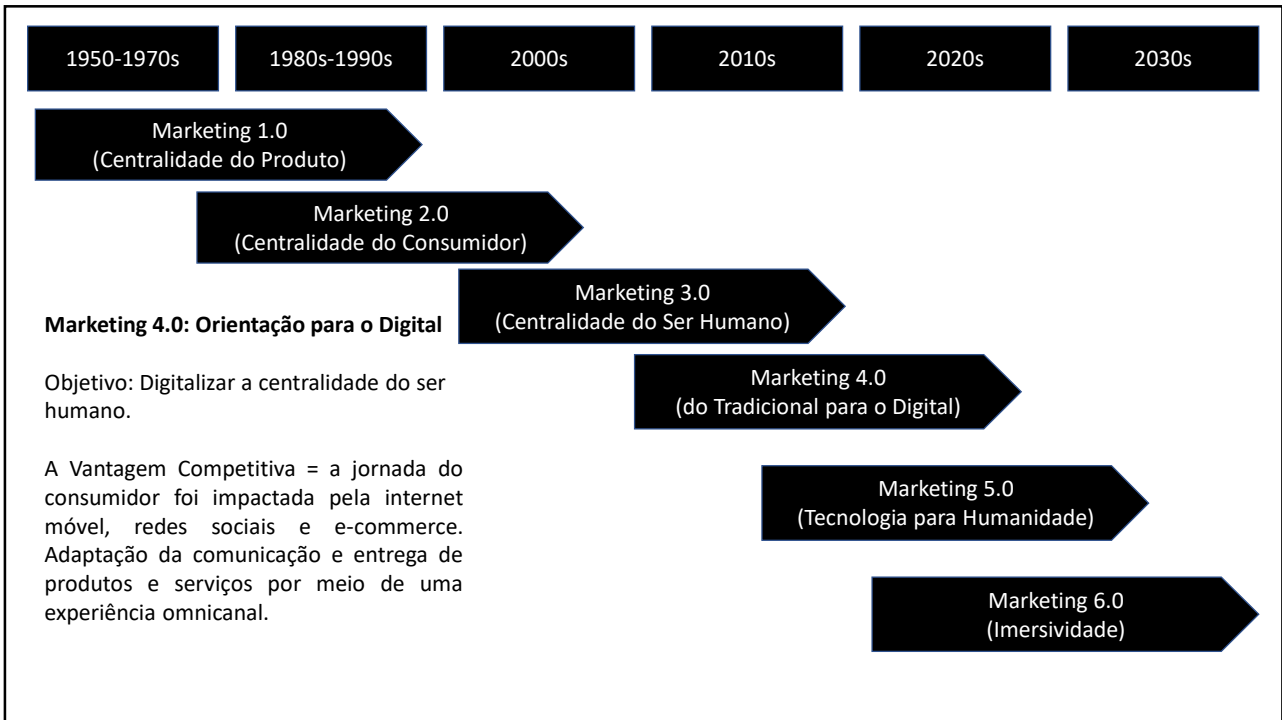 1950-1970s
1980s-1990s
2000s
2010s
2020s
2030s
Marketing 1.0
(Centralidade do Produto)
Marketing 2.0
(Centralidade do Consumidor)
Marketing 3.0
(Centralidade do Ser Humano)
Marketing 4.0
(do Tradicional para o Digital)
Marketing 5.0
(Tecnologia para Humanidade)
Marketing 6.0
(Imersividade)
Marketing 4.0: Orientação para o Digital
Objetivo: Digitalizar a centralidade do ser
humano.
A Vantagem Competitiva = a jornada do
consumidor foi impactada pela internet
móvel, redes sociais e e-commerce.
Adaptação da comunicação e entrega de
produtos e serviços por meio de uma
experiência omnicanal.